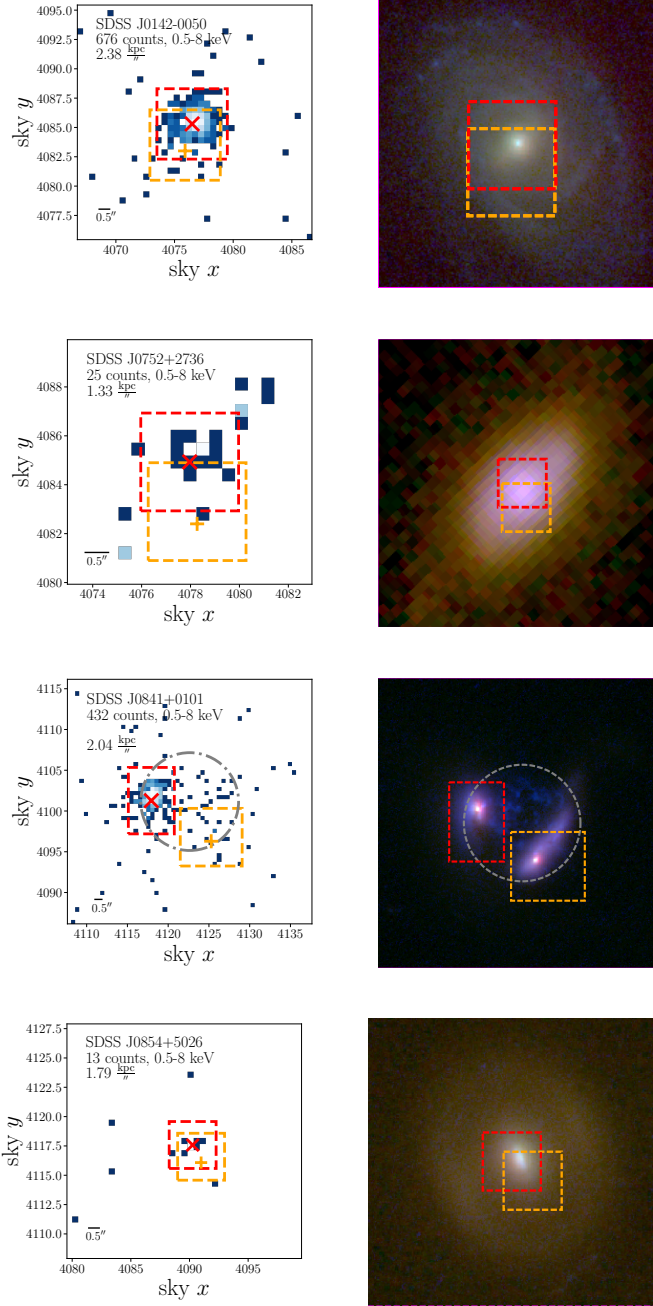 SDSS J0142-0050
676 counts, 0.5-8 keV
2.38 kpc/″
0.5″
4095.0
4092.5
4090.0
4087.5
4085.0
4082.5
4080.0
4077.5
sky y
4070 4075 4080 4085
sky x
SDSS J0752+2736
25 counts, 0.5-8 keV
1.33 kpc/″
0.5″
4088
4086
4084
4082
4080
sky y
4074 4076 4078 4080 4082
sky x
SDSS J0841+0101
432 counts, 0.5-8 keV
2.04 kpc/″
0.5″
4115
4110
4105
4100
4095
4090
sky y
4110 4115 4120 4125 4130 4135
sky x
SDSS J0854+5026
13 counts, 0.5-8 keV
1.79 kpc/″
0.5″
4127.5
4125.0
4122.5
4120.0
4117.5
4115.0
4112.5
4110.0
sky y
4080 4085 4090 4095
sky x